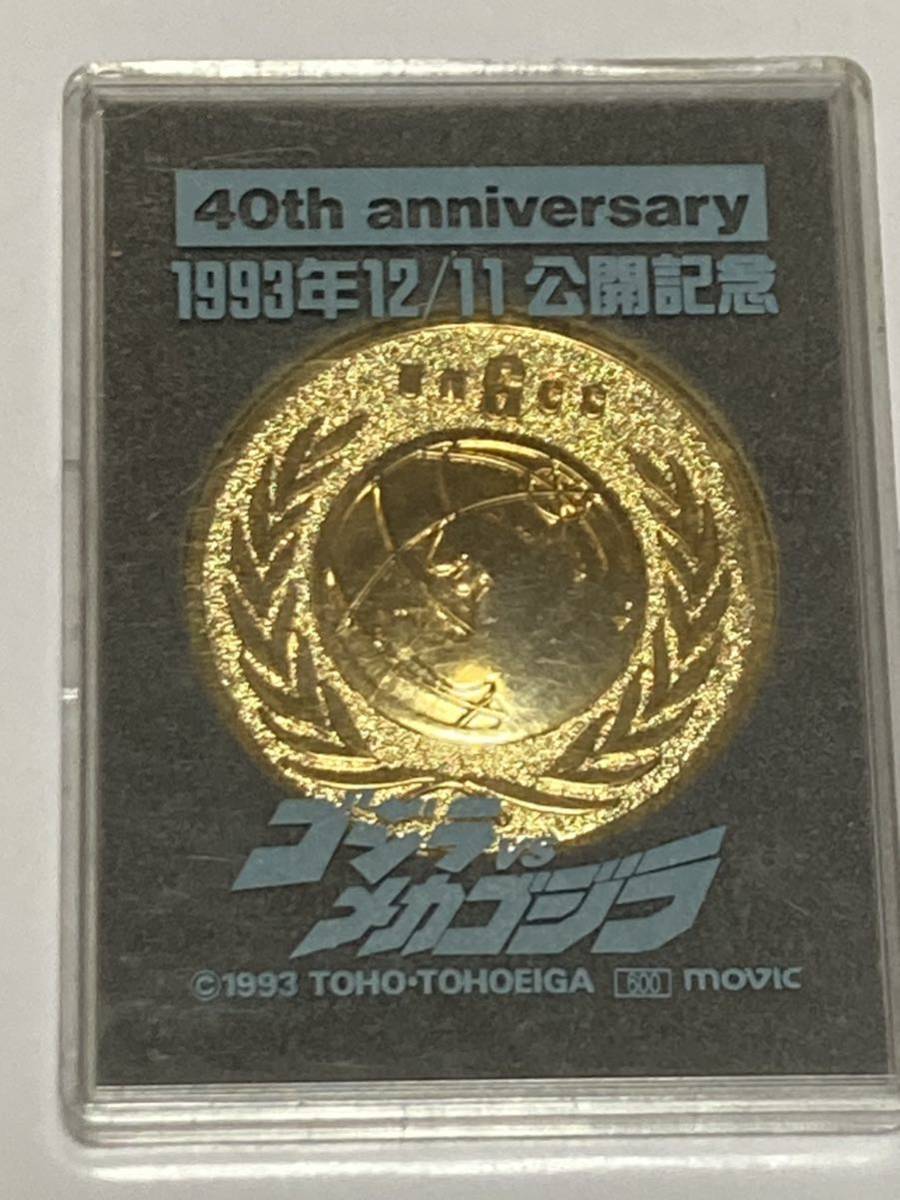 40th anniversary
1993年12/11 公開記念
UNGCC
ゴジラVS
メカゴジラ
©1993 TOHO・TOHOEIGA 600 movic